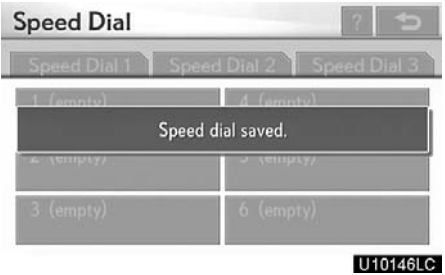 Speed Dial ?
Speed Dial 1 Speed Dial 2 Speed Dial 3
1 (empty) 4 (empty)
Speed dial saved.
2 (empty) 5 (empty)
3 (empty) 6 (empty)
U10146LC